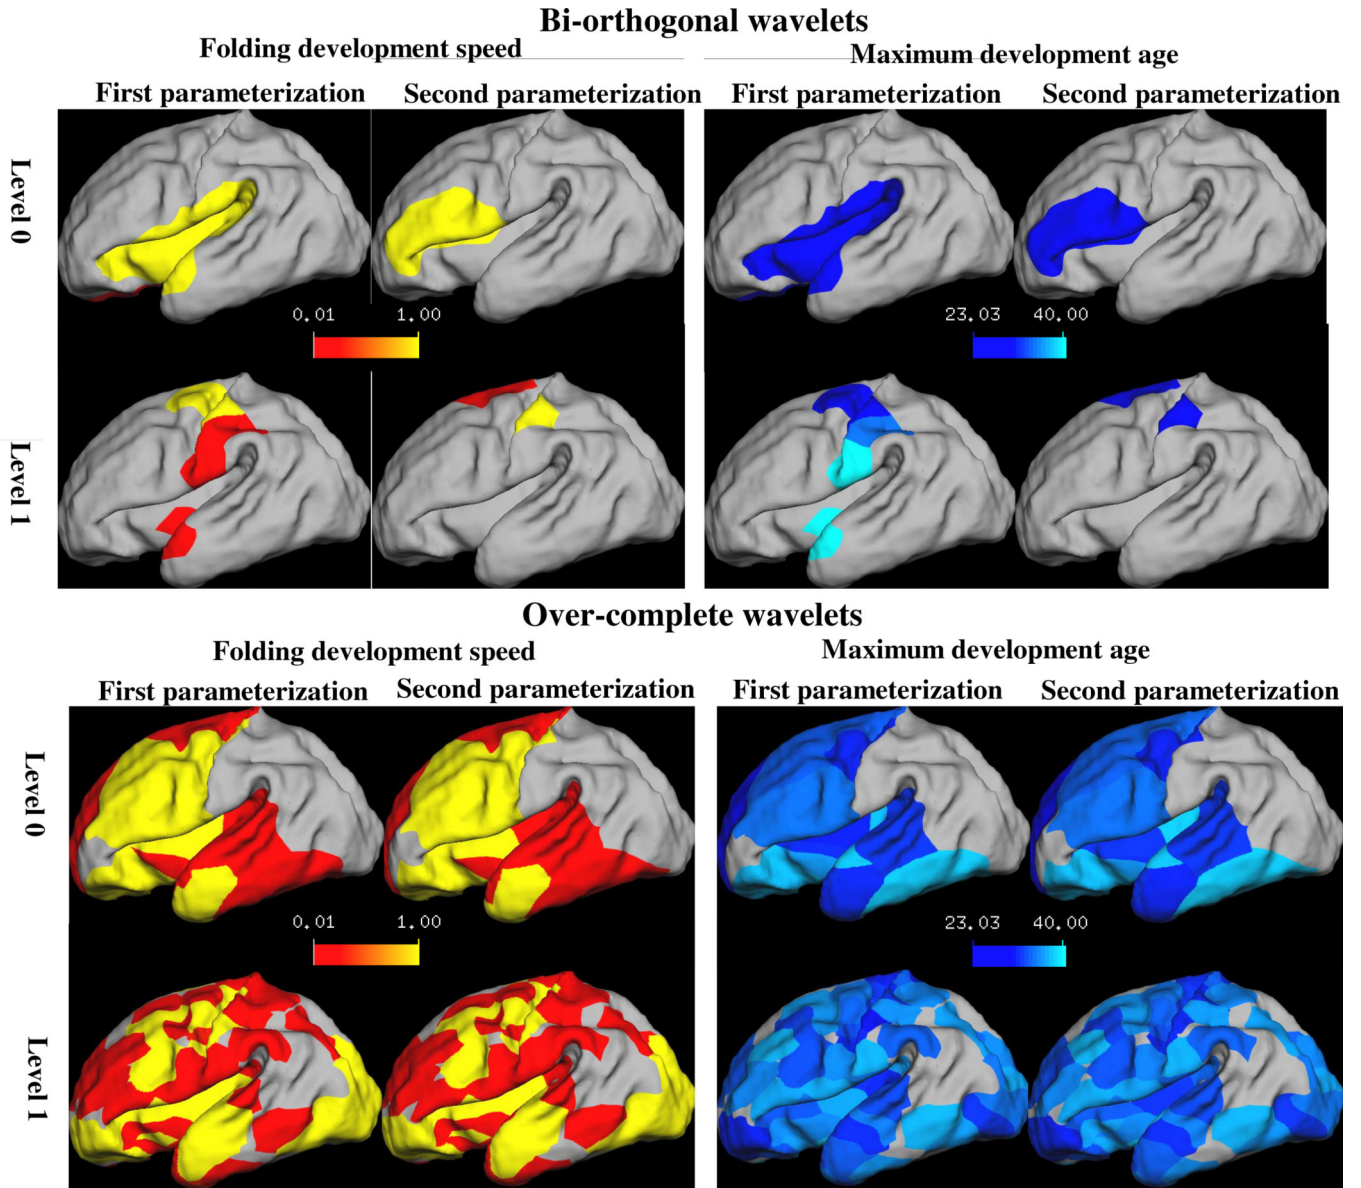 Bi-orthogonal wavelets
Folding development speed
Maximum development age
First parameterization
Second parameterization
First parameterization
Second parameterization
Level 0
0.01
1.00
23.03
40.00
Level 1
Over-complete wavelets
Folding development speed
Maximum development age
First parameterization
Second parameterization
First parameterization
Second parameterization
Level 0
0.01
1.00
23.03
40.00
Level 1